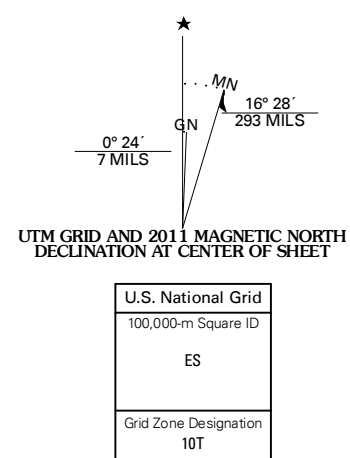 MN
16° 28´
293 MILS
GN
0° 24´
7 MILS
UTM GRID AND 2011 MAGNETIC NORTH
DECLINATION AT CENTER OF SHEET
U.S. National Grid
100,000-m Square ID
ES
Grid Zone Designation
10T